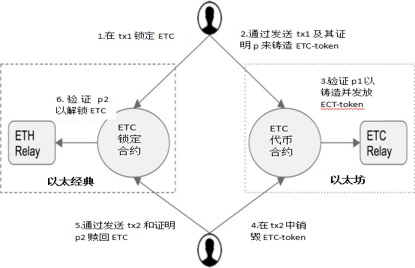 1.在 tx1 锁定 ETC
2.通过发送 tx1 及其证
明 p 来铸造 ETC-token
3.验证 p1以
铸造并发放
ECT-token
6. 验 证 p2
以解锁 ETC
ETH
Relay
ETC
锁定
合约
ETC
代币
合约
ETC
Relay
以太经典
以太坊
5.通过发送 tx2 和证明
p2 赎回 ETC
4.在 tx2 中销
毁 ETC-token